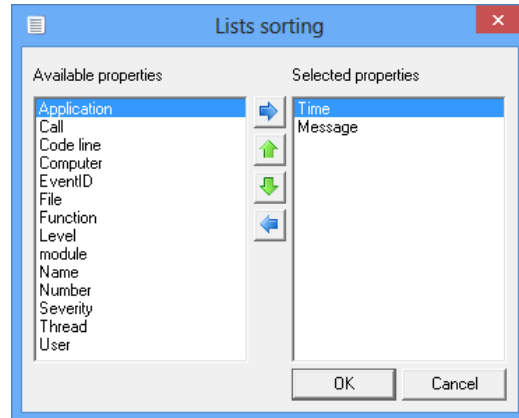 Lists sorting
Available properties
Application
Call
Code line
Computer
EventID
File
Function
Level
module
Name
Number
Severity
Thread
User
Selected properties
Time
Message
OK
Cancel